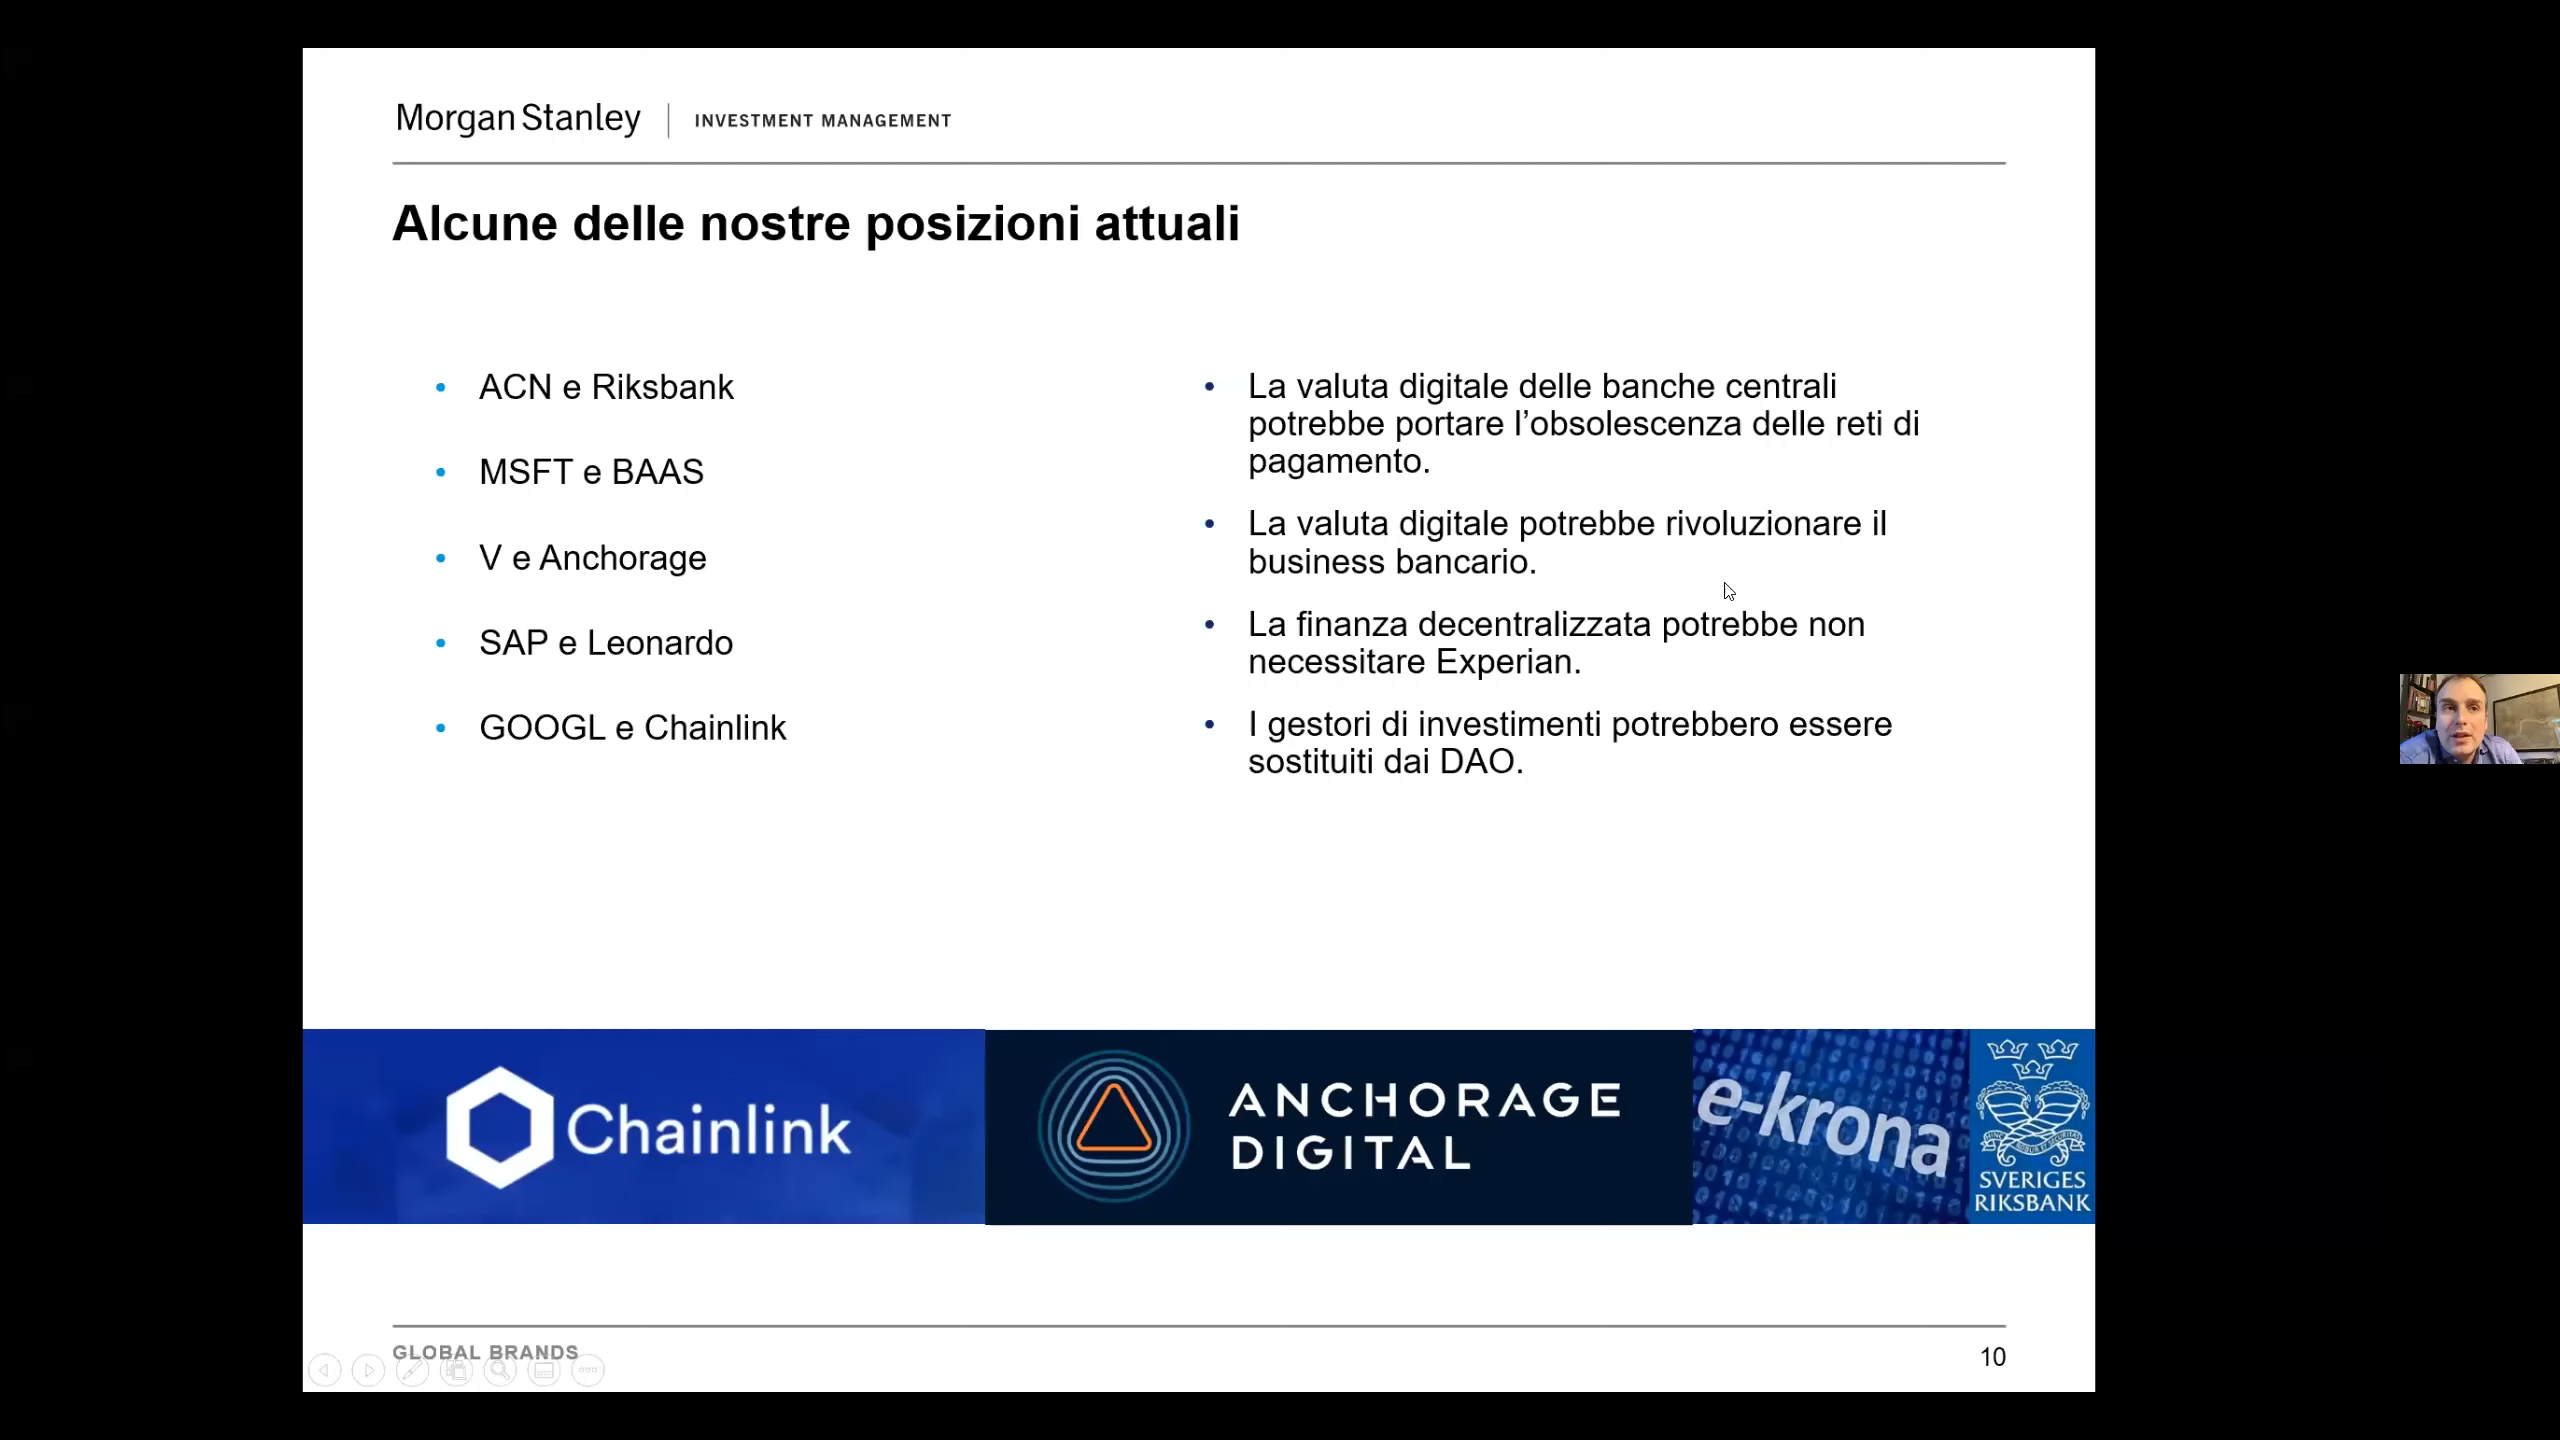 Morgan Stanley | INVESTMENT MANAGEMENT
Alcune delle nostre posizioni attuali
• ACN e Riksbank
• MSFT e BAAS
• V e Anchorage
• SAP e Leonardo
• GOOGL e Chainlink
• La valuta digitale delle banche centrali
potrebbe portare l’obsolescenza delle reti di
pagamento.
• La valuta digitale potrebbe rivoluzionare il
business bancario.
• La finanza decentralizzata potrebbe non
necessitare Experian.
• I gestori di investimenti potrebbero essere
sostituiti dai DAO.
Chainlink
ANCHORAGE
DIGITAL
e-krona
SVERIGES
RIKSBANK
GLOBAL BRANDS
10